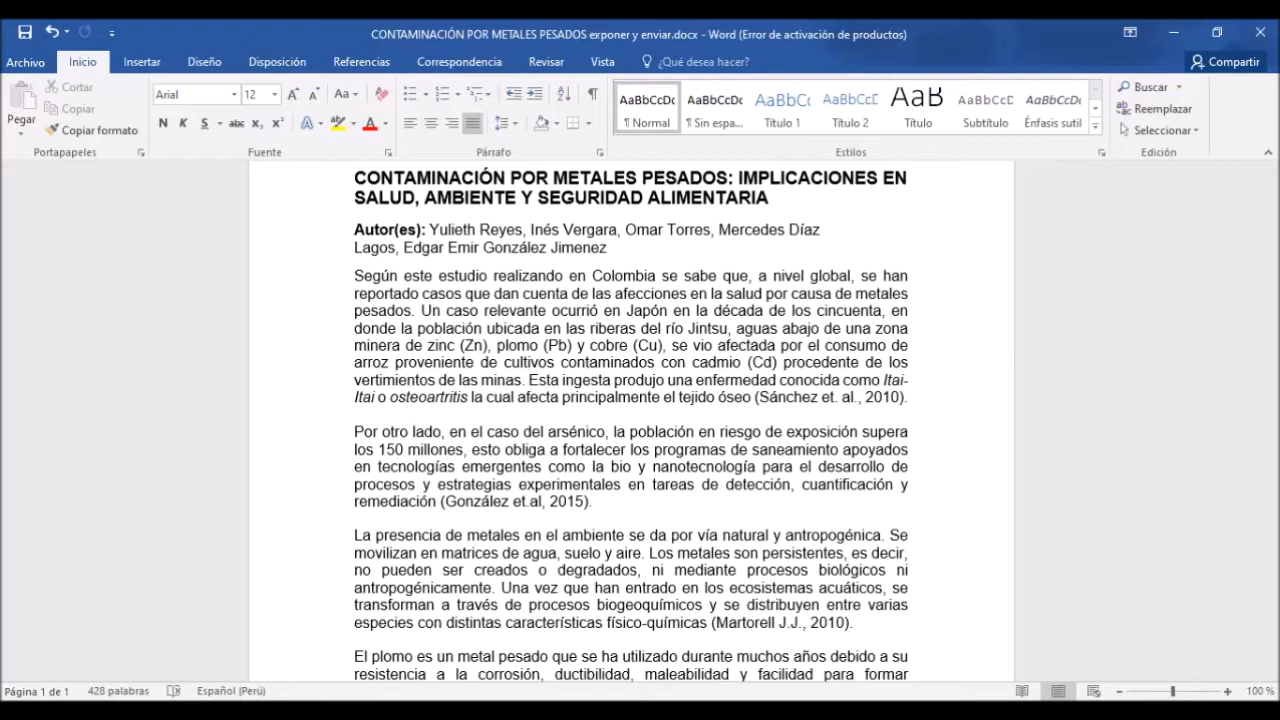 CONTAMINACIÓN POR METALES PESADOS exponer y enviar.docx - Word (Error de activación de productos)
Archivo Inicio Insertar Diseño Disposición Referencias Correspondencia Revisar Vista ¿Qué desea hacer? Compartir
Pegar
Cortar
Copiar
Copiar formato
Portapapeles
Arial 12
Aa
N K S abc x₂ x²
Fuente
Párrafo
AaBbCcDc AaBbCcDc AaBbC AaBbCcD AaB AaBbCcD AaBbCcDc
¶ Normal ¶ Sin espa... Título 1 Título 2 Título Subtítulo Énfasis sutil
Estilos
Buscar
Reemplazar
Seleccionar
Edición
CONTAMINACIÓN POR METALES PESADOS: IMPLICACIONES EN
SALUD, AMBIENTE Y SEGURIDAD ALIMENTARIA
Autor(es): Yulieth Reyes, Inés Vergara, Omar Torres, Mercedes Díaz
Lagos, Edgar Emir González Jimenez
Según este estudio realizando en Colombia se sabe que, a nivel global, se han
reportado casos que dan cuenta de las afecciones en la salud por causa de metales
pesados. Un caso relevante ocurrió en Japón en la década de los cincuenta, en
donde la población ubicada en las riberas del río Jintsu, aguas abajo de una zona
minera de zinc (Zn), plomo (Pb) y cobre (Cu), se vio afectada por el consumo de
arroz proveniente de cultivos contaminados con cadmio (Cd) procedente de los
vertimientos de las minas. Esta ingesta produjo una enfermedad conocida como Itai-
Itai o osteoartritis la cual afecta principalmente el tejido óseo (Sánchez et. al., 2010).
Por otro lado, en el caso del arsénico, la población en riesgo de exposición supera
los 150 millones, esto obliga a fortalecer los programas de saneamiento apoyados
en tecnologías emergentes como la bio y nanotecnología para el desarrollo de
procesos y estrategias experimentales en tareas de detección, cuantificación y
remediación (González et.al, 2015).
La presencia de metales en el ambiente se da por vía natural y antropogénica. Se
movilizan en matrices de agua, suelo y aire. Los metales son persistentes, es decir,
no pueden ser creados o degradados, ni mediante procesos biológicos ni
antropogénicamente. Una vez que han entrado en los ecosistemas acuáticos, se
transforman a través de procesos biogeoquímicos y se distribuyen entre varias
especies con distintas características físico-químicas (Martorell J.J., 2010).
El plomo es un metal pesado que se ha utilizado durante muchos años debido a su
resistencia a la corrosión, ductibilidad, maleabilidad y facilidad para formar
Página 1 de 1 428 palabras Español (Perú) 100 %